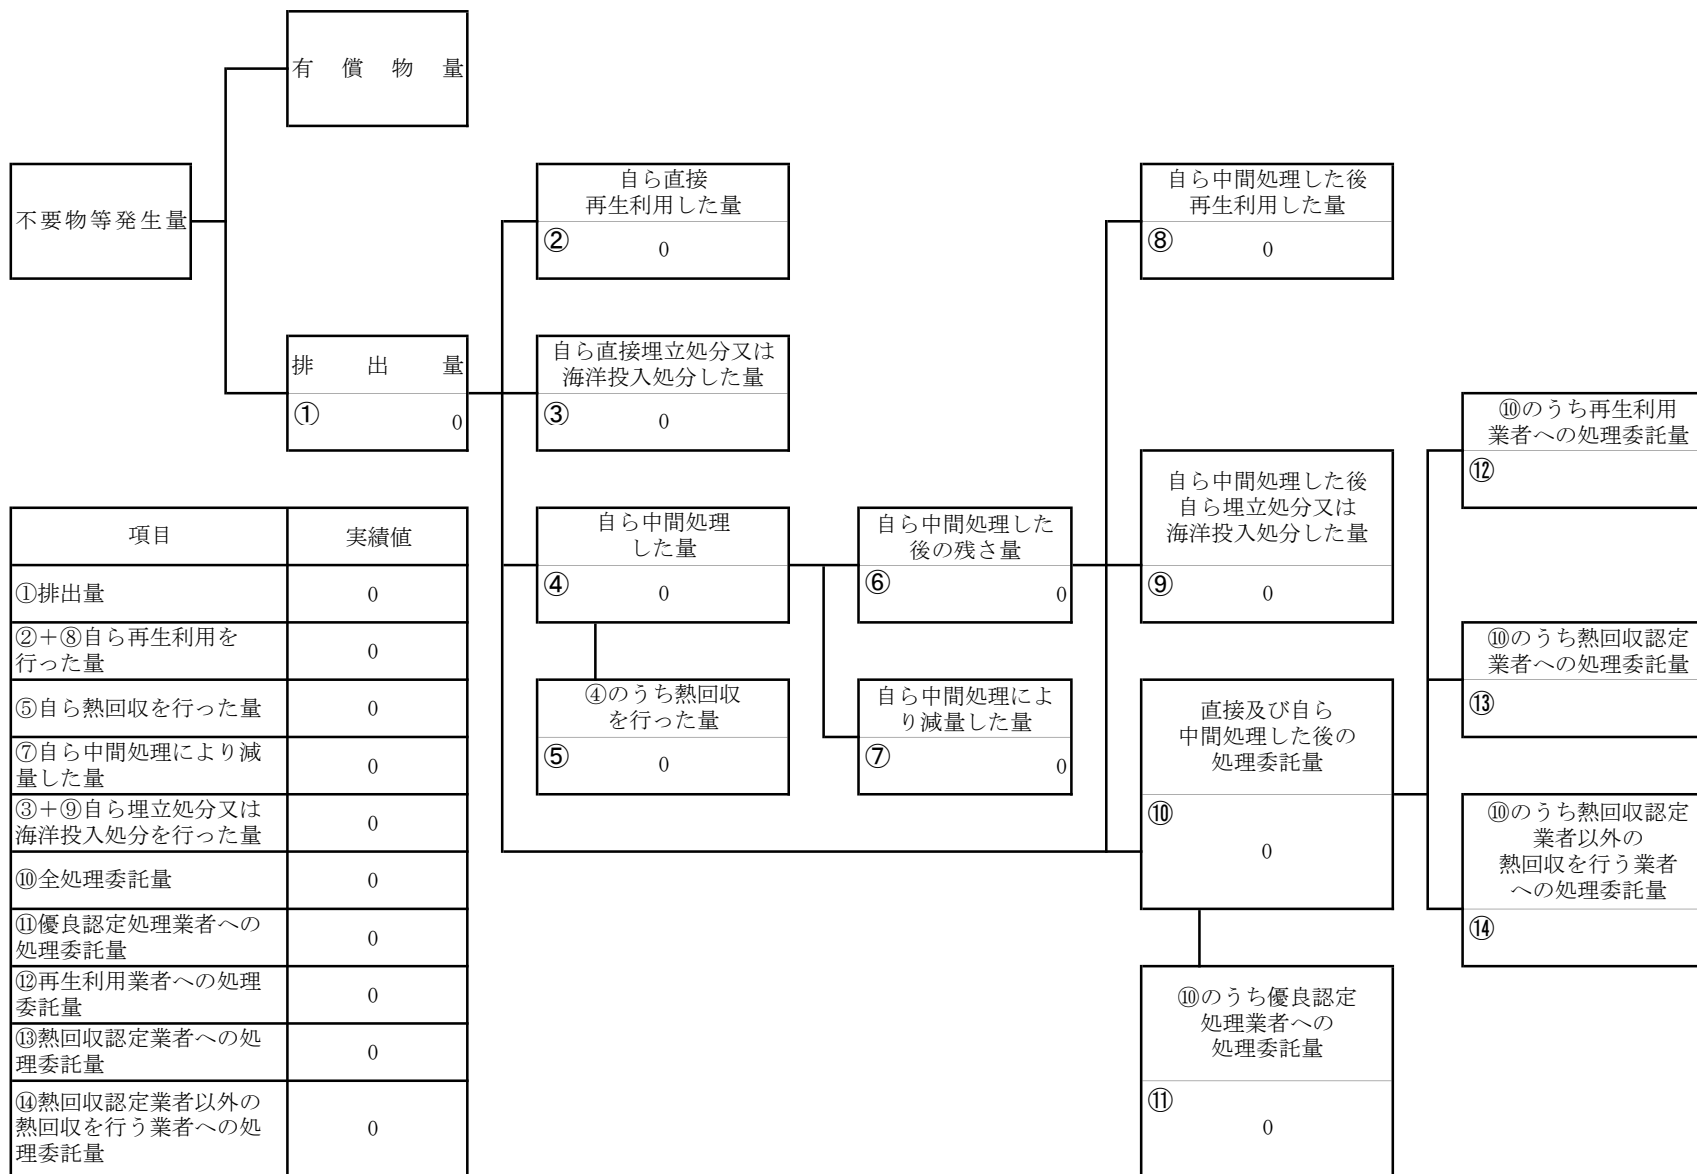 有償物量
不要物等発生量
自ら直接
再生利用した量
②
0
自ら中間処理した後
再生利用した量
⑧
0
排出量
①
0
自ら直接埋立処分又は
海洋投入処分した量
③
0
⑩のうち再生利用
業者への処理委託量
⑫
自ら中間処理
した量
④
0
自ら中間処理した
後の残さ量
⑥
0
自ら中間処理した後
自ら埋立処分又は
海洋投入処分した量
⑨
0
⑩のうち熱回収認定
業者への処理委託量
⑬
④のうち熱回収
を行った量
⑤
0
自ら中間処理によ
り減量した量
⑦
0
直接及び自ら
中間処理した後の
処理委託量
⑩
0
⑩のうち熱回収認定
業者以外の
熱回収を行う業者
への処理委託量
⑭
⑩のうち優良認定
処理業者への
処理委託量
⑪
0
項目 実績値
①排出量 0
②+⑧自ら再生利用を
行った量 0
⑤自ら熱回収を行った量 0
⑦自ら中間処理により減
量した量 0
③+⑨自ら埋立処分又は
海洋投入処分を行った量 0
⑩全処理委託量 0
⑪優良認定処理業者への
処理委託量 0
⑫再生利用業者への処理
委託量 0
⑬熱回収認定業者への処
理委託量 0
⑭熱回収認定業者以外の
熱回収を行う業者への処 0
理委託量